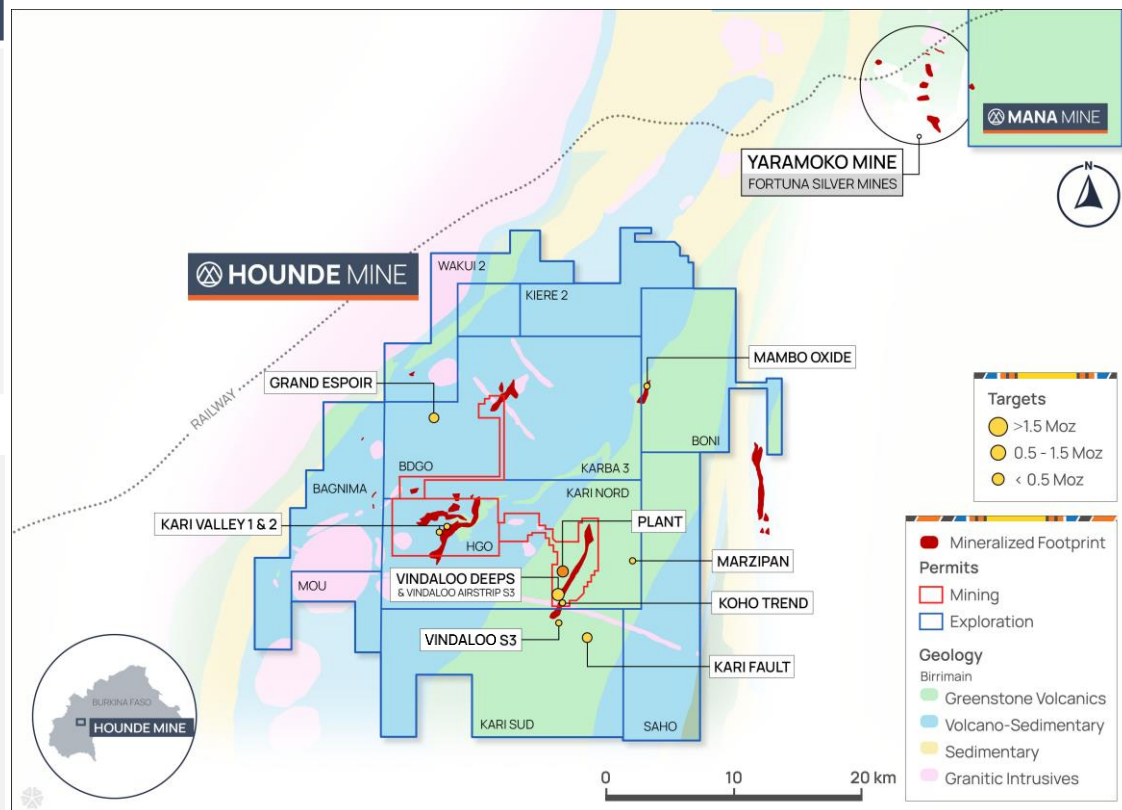 YARAMOKO MINE
FORTUNA SILVER MINES
MANA MINE
N
HOUNDE MINE
WAKUI 2
KIERE 2
RAILWAY
GRAND ESPOIR
MAMBO OXIDE
BONI
BDGO
KARBA 3
BAGNIMA
KARI NORD
KARI VALLEY 1 & 2
HGO
PLANT
MARZIPAN
MOU
VINDALOO DEEPS
& VINDALOO AIRSTRIP S3
KOHO TREND
VINDALOO S3
KARI FAULT
KARI SUD
SAHO
BURKINA FASO
HOUNDE MINE
0 10 20 km
Targets
>1.5 Moz
0.5 - 1.5 Moz
< 0.5 Moz
Mineralized Footprint
Permits
Mining
Exploration
Geology
Birrimain
Greenstone Volcanics
Volcano-Sedimentary
Sedimentary
Granitic Intrusives